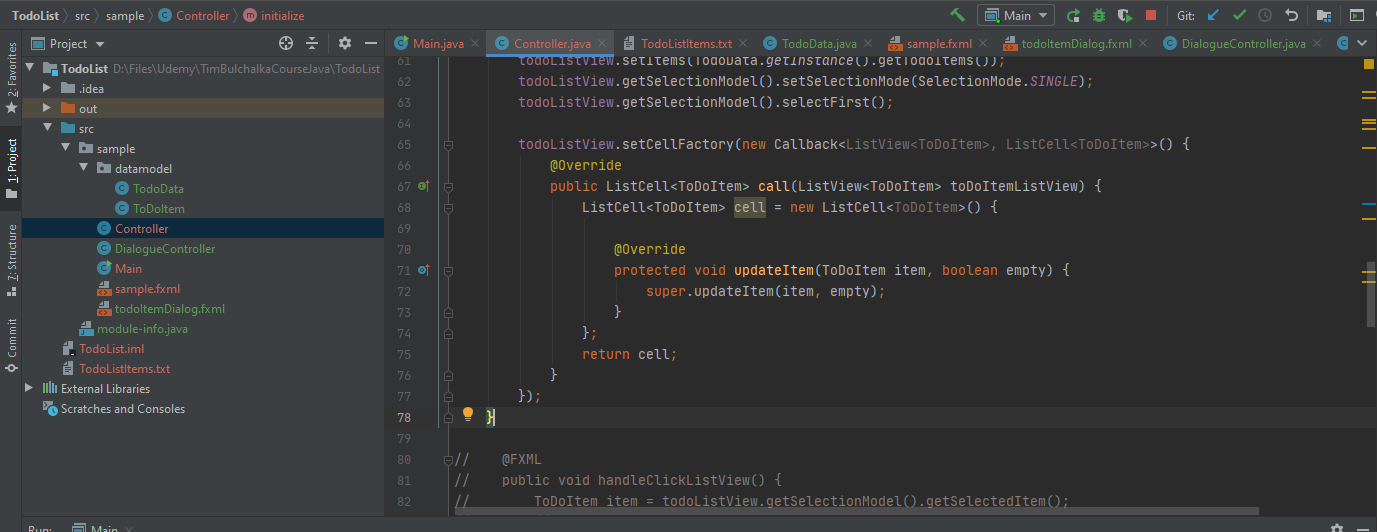 TodoList src sample Controller initialize
Main
Git:
Project
Main.java Controller.java TodoListItems.txt TodoData.java sample.fxml todoItemDialog.fxml DialogueController.java
2: Favorites
1: Project
7: Structure
Commit
TodoList D:\Files\Udemy\TimBulchalkaCourseJava\TodoList
.idea
out
src
sample
datamodel
TodoData
ToDoItem
Controller
DialogueController
Main
sample.fxml
todoItemDialog.fxml
module-info.java
TodoList.iml
TodoListItems.txt
External Libraries
Scratches and Consoles
61 todoListView.setItems(TodoData.getInstance().getTodoItems());
62 todoListView.getSelectionModel().setSelectionMode(SelectionMode.SINGLE);
63 todoListView.getSelectionModel().selectFirst();
64
65 todoListView.setCellFactory(new Callback<ListView<ToDoItem>, ListCell<ToDoItem>>() {
66 @Override
67 public ListCell<ToDoItem> call(ListView<ToDoItem> toDoItemListView) {
68 ListCell<ToDoItem> cell = new ListCell<ToDoItem>() {
69
70 @Override
71 protected void updateItem(ToDoItem item, boolean empty) {
72 super.updateItem(item, empty);
73 }
74 };
75 return cell;
76 }
77 });
78 }
79
80 // @FXML
81 // public void handleClickListView() {
82 // ToDoItem item = todoListView.getSelectionModel().getSelectedItem();
Run: Main